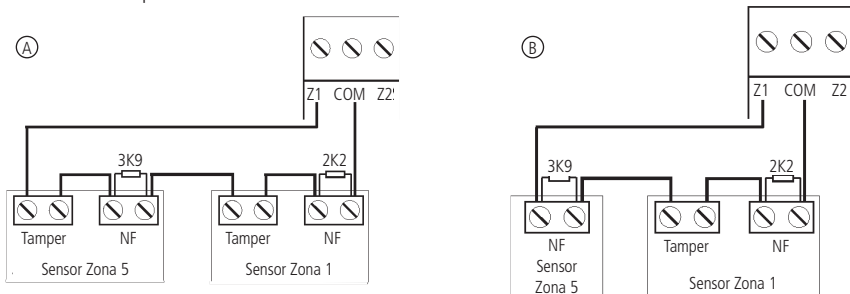 A
Z1 COM Z2
3K9
2K2
Tamper NF Tamper NF
Sensor Zona 5 Sensor Zona 1
B
Z1 COM Z2
3K9
2K2
NF Tamper NF
Sensor
Zona 5
Sensor Zona 1